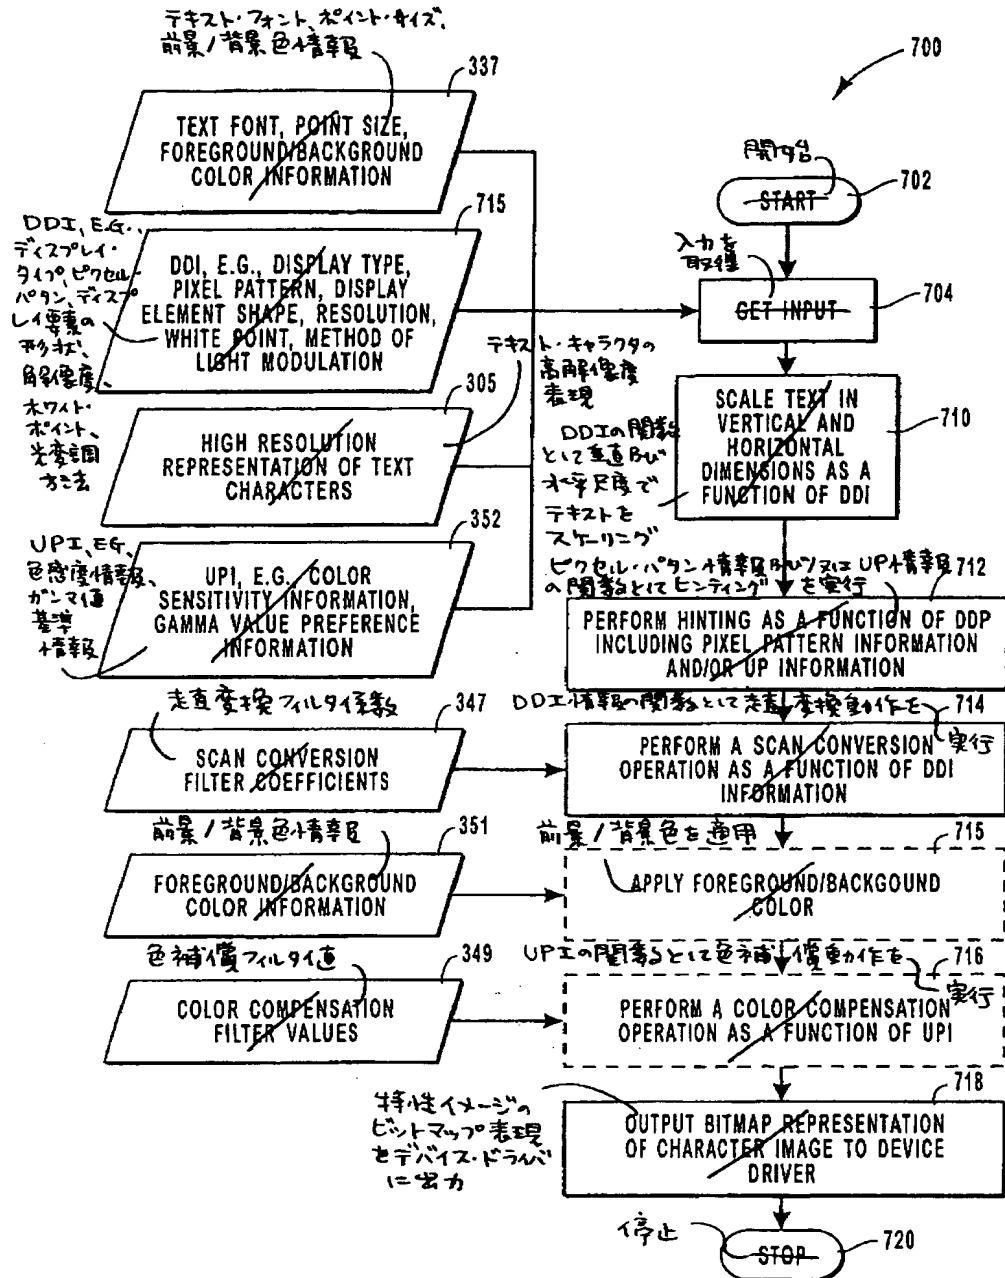 テキスト・フォント、ポイント・サイズ、
前景/背景色情報
337
TEXT FONT, POINT SIZE,
FOREGROUND/BACKGROUND
COLOR INFORMATION
700
開始
START
702
DDI, E.G.,
ディスプレイ・
タイプ、ピクセル・
パタン、ディスプ
レイ要素の
形状、
解像度、
ホワイト・
ポイント、
光変調
方法
715
DDI, E.G., DISPLAY TYPE,
PIXEL PATTERN, DISPLAY
ELEMENT SHAPE, RESOLUTION,
WHITE POINT, METHOD OF
LIGHT MODULATION
入力を
取得
GET INPUT
704
テキスト・キャラクタの
高解像度
表現
305
HIGH RESOLUTION
REPRESENTATION OF TEXT
CHARACTERS
SCALE TEXT IN
VERTICAL AND
HORIZONTAL
DIMENSIONS AS A
FUNCTION OF DDI
710
DDIの関数
として垂直及び
水平尺度で
テキストを
スケーリング
UPI, EG,
色感度情報、
ガンマ値
基準
情報
352
UPI, E.G., COLOR
SENSITIVITY INFORMATION,
GAMMA VALUE PREFERENCE
INFORMATION
ピクセル・パタン情報及び/又はUP情報
の関数としてヒンティングを実行
712
PERFORM HINTING AS A FUNCTION OF DDP
INCLUDING PIXEL PATTERN INFORMATION
AND/OR UP INFORMATION
走査変換フィルタ係数
347
SCAN CONVERSION
FILTER COEFFICIENTS
DDI情報の関数として走査変換動作を
実行
714
PERFORM A SCAN CONVERSION
OPERATION AS A FUNCTION OF DDI
INFORMATION
前景/背景色情報
351
FOREGROUND/BACKGROUND
COLOR INFORMATION
前景/背景色を適用
715
APPLY FOREGROUND/BACKGOUND
COLOR
色補償フィルタ値
349
COLOR COMPENSATION
FILTER VALUES
UPIの関数として色補償動作を
実行
716
PERFORM A COLOR COMPENSATION
OPERATION AS A FUNCTION OF UPI
特性イメージの
ビットマップ表現
をデバイス・ドライバ
に出力
718
OUTPUT BITMAP REPRESENTATION
OF CHARACTER IMAGE TO DEVICE
DRIVER
停止
STOP
720